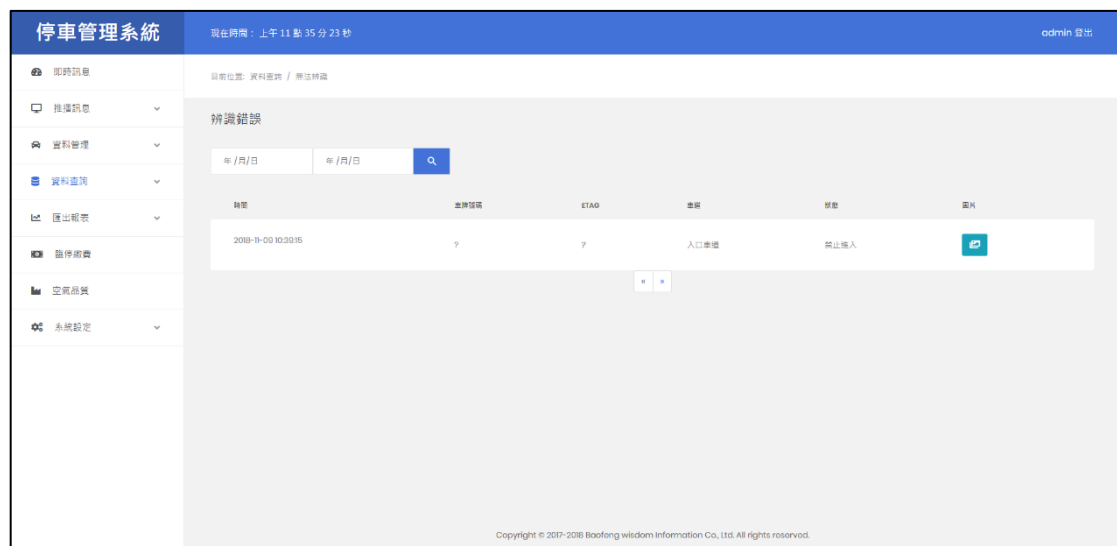 停車管理系統
現在時間： 上午 11 點 35 分 23 秒
admin 登出
即時訊息
推播訊息
資料管理
資料查詢
匯出報表
臨停繳費
空氣品質
系統設定
目前位置: 資料查詢 / 無法辨識
辨識錯誤
年 /月/日 年 /月/日
時間 車牌號碼 ETAG 車道 狀態 圖片
2018-11-09 10:39:15 ? ? 入口車道 禁止進入
« »
Copyright © 2017-2018 Baofeng wisdom Information Co., Ltd. All rights reserved.